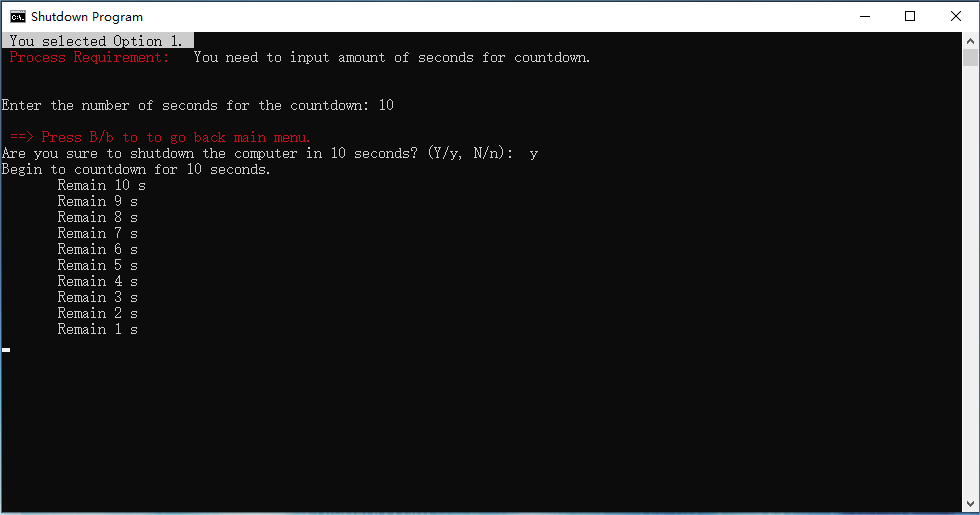 Shutdown Program
You selected Option 1.
Process Requirement:   You need to input amount of seconds for countdown.
Enter the number of seconds for the countdown: 10
==> Press B/b to to go back main menu.
Are you sure to shutdown the computer in 10 seconds? (Y/y, N/n):  y
Begin to countdown for 10 seconds.
Remain 10 s
Remain 9 s
Remain 8 s
Remain 7 s
Remain 6 s
Remain 5 s
Remain 4 s
Remain 3 s
Remain 2 s
Remain 1 s